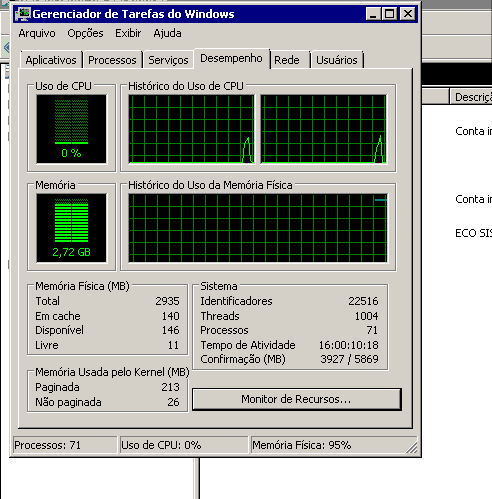 Gerenciador de Tarefas do Windows
Arquivo Opções Exibir Ajuda
Aplicativos Processos Serviços Desempenho Rede Usuários
Uso de CPU Histórico do Uso de CPU
0 %
Memória Histórico do Uso da Memória Física
2,72 GB
Memória Física (MB)
Total 2935
Em cache 140
Disponível 146
Livre 11
Sistema
Identificadores 22516
Threads 1004
Processos 71
Tempo de Atividade 16:00:10:18
Confirmação (MB) 3927 / 5869
Memória Usada pelo Kernel (MB)
Paginada 213
Não paginada 26
Monitor de Recursos...
Processos: 71 Uso de CPU: 0% Memória Física: 95%
Descriçã
Conta in
Conta in
ECO SIS